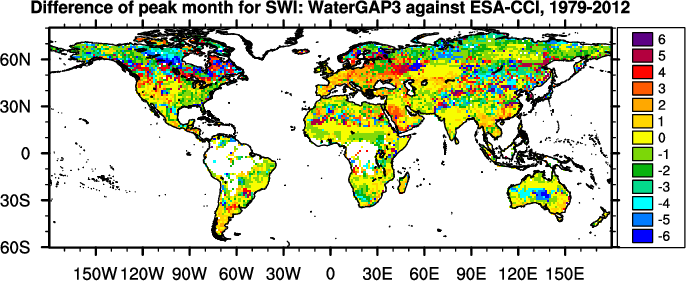 Difference of peak month for SWI: WaterGAP3 against ESA-CCI, 1979-2012
60N
30N
0
30S
60S
150W 120W 90W 60W 30W 0 30E 60E 90E 120E 150E
6
5
4
3
2
1
0
-1
-2
-3
-4
-5
-6